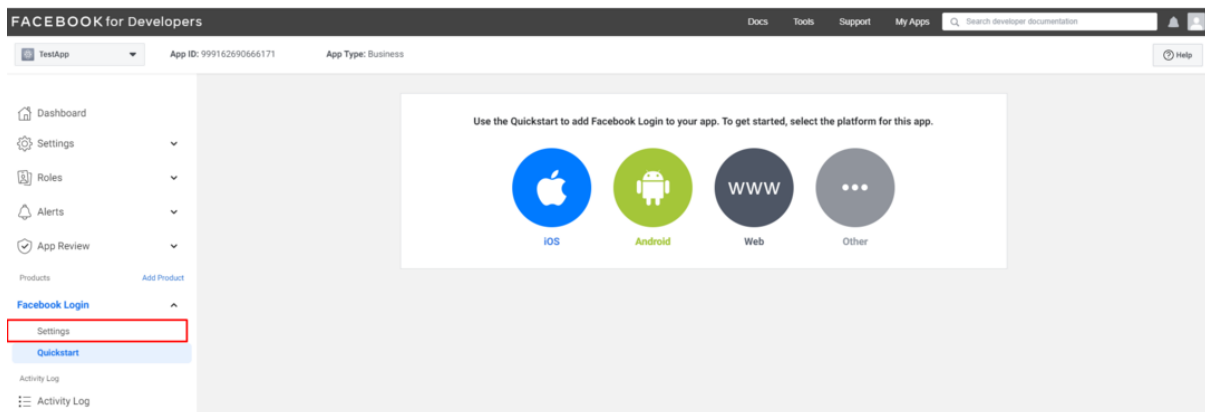 FACEBOOK for Developers
Docs Tools Support My Apps Search developer documentation
TestApp App ID: 999162690666171 App Type: Business Help
Dashboard
Settings
Roles
Alerts
App Review
Products Add Product
Facebook Login
Settings
Quickstart
Activity Log
Activity Log
Use the Quickstart to add Facebook Login to your app. To get started, select the platform for this app.
www
iOS Android Web Other